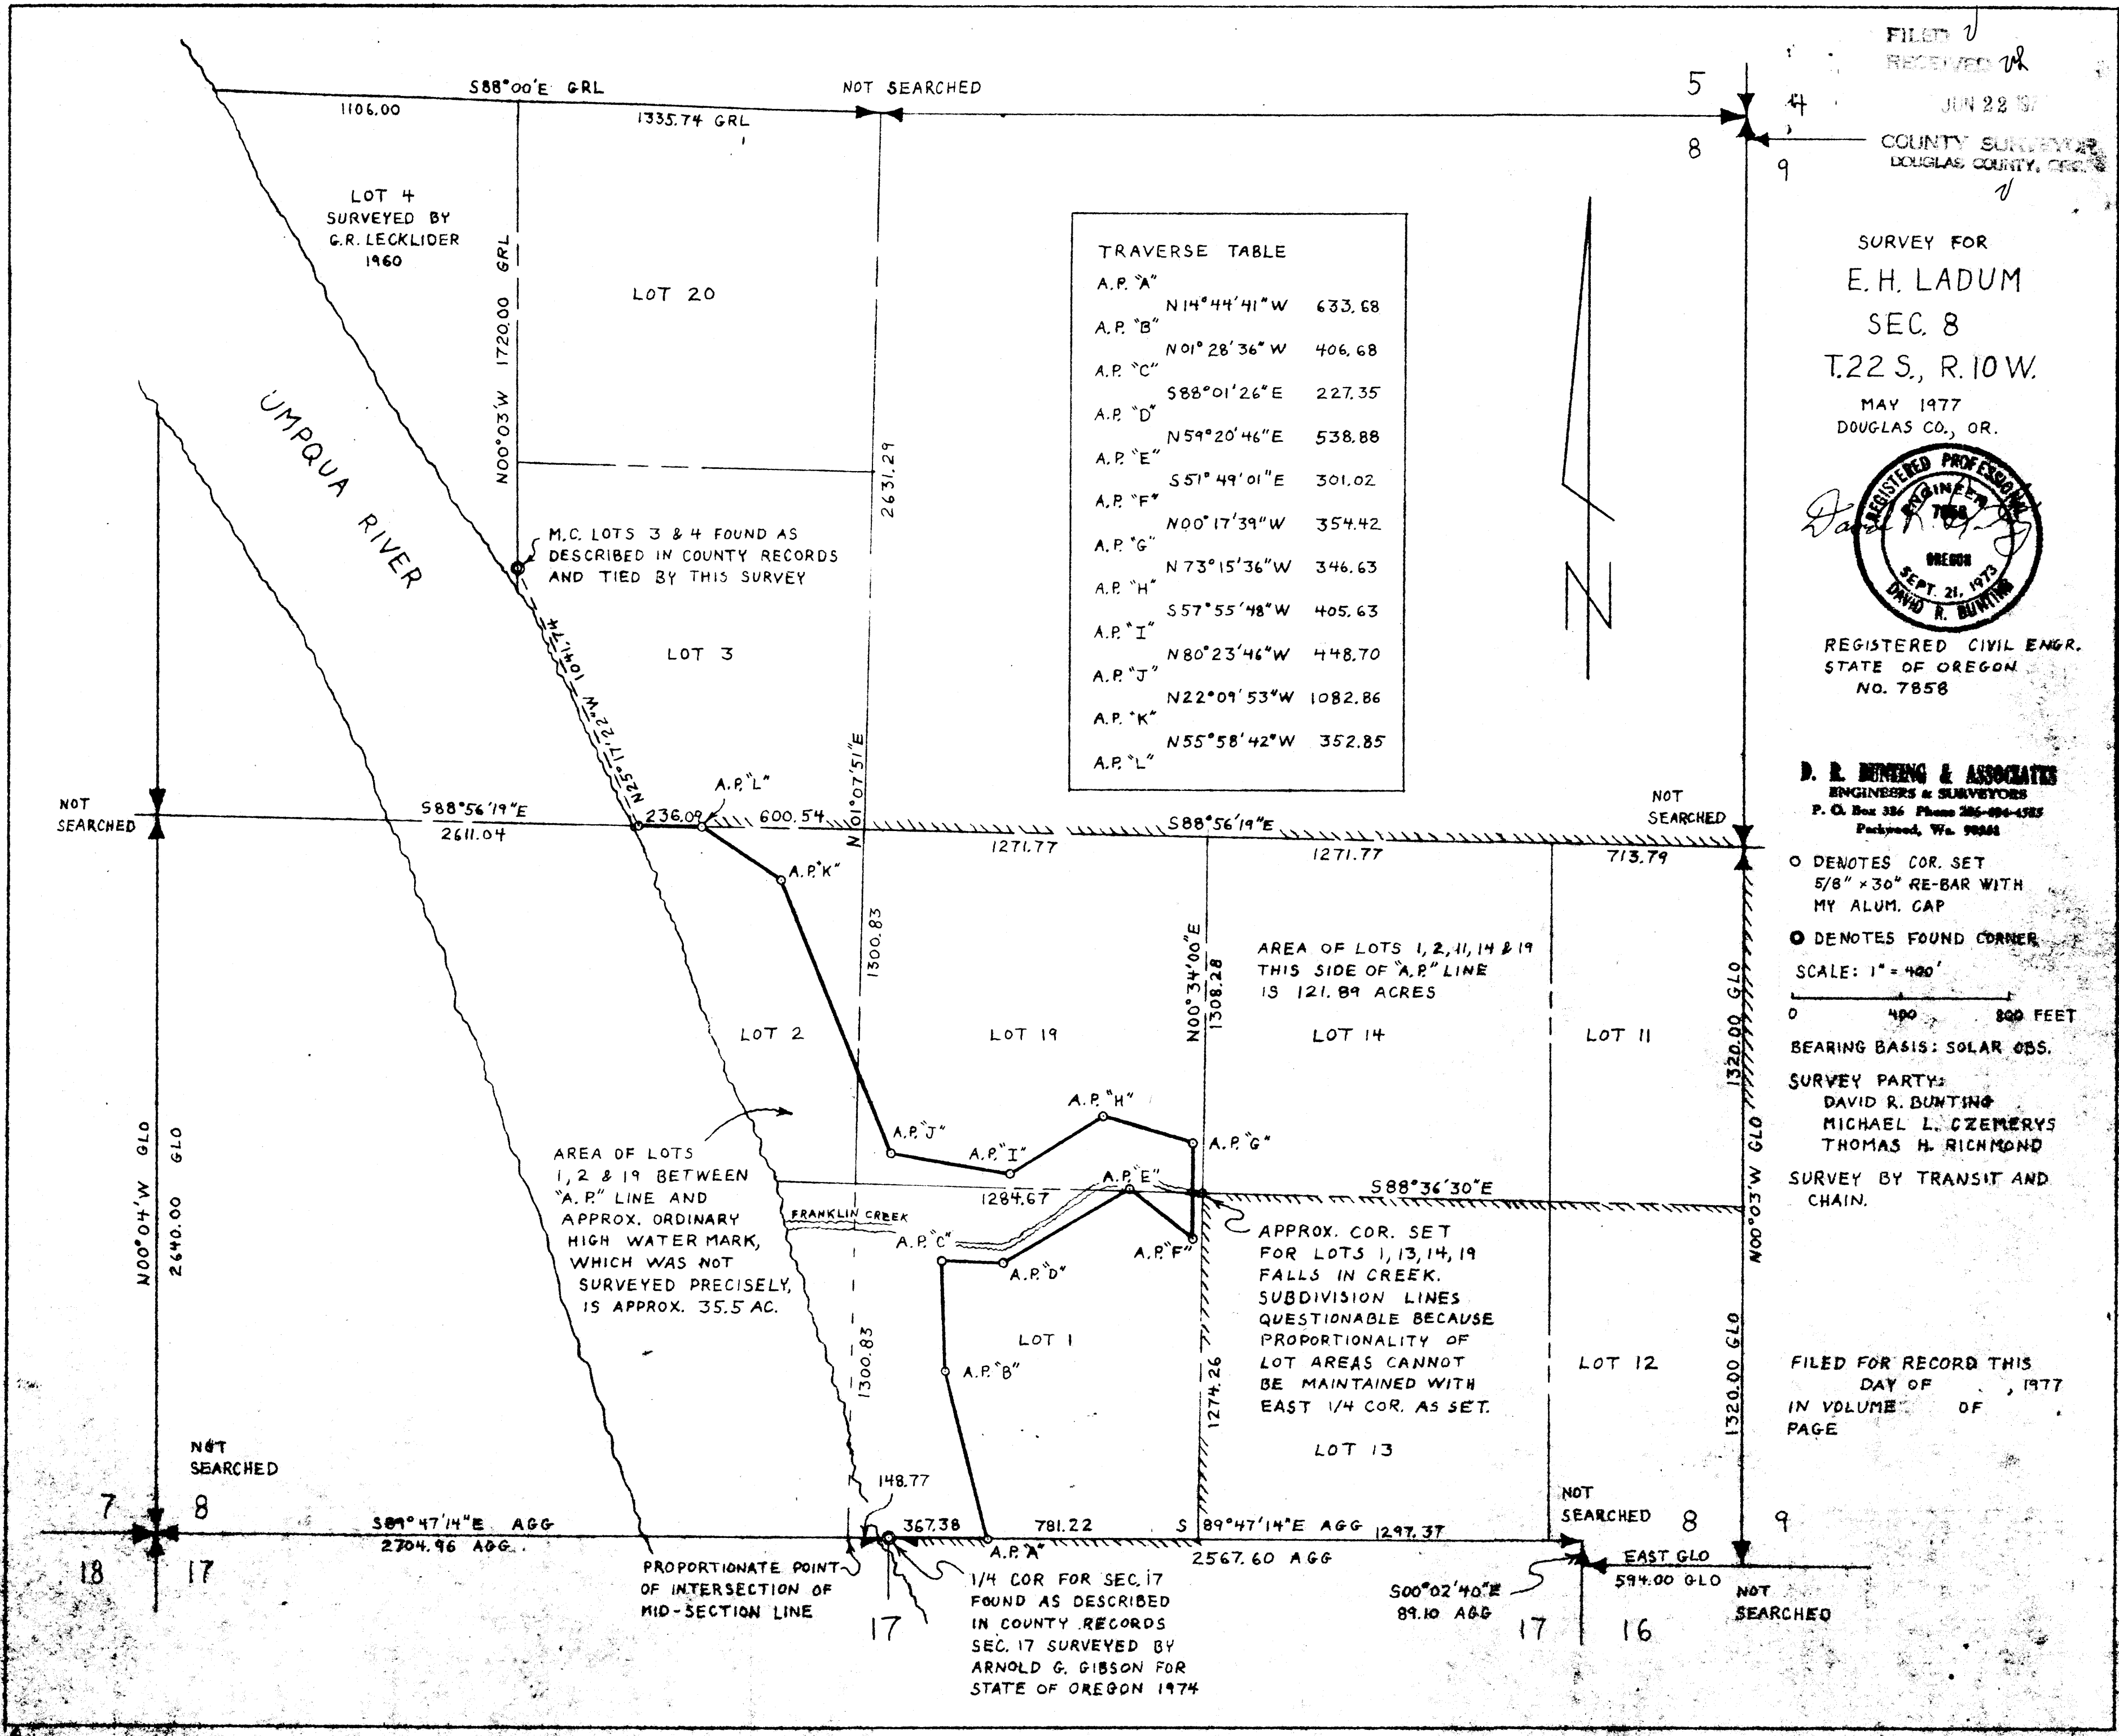 FILED
RECEIVED
JUN 22 197
COUNTY SURVEYOR
DOUGLAS COUNTY, ORE.
S88°00'E GRL
NOT SEARCHED
1106.00
1335.74 GRL
5
4
8
9
LOT 4
SURVEYED BY
G.R. LECKLIDER
1960
N00°03'W 1720.00 GRL
LOT 20
2631.29
UMPQUA RIVER
M.C. LOTS 3 & 4 FOUND AS
DESCRIBED IN COUNTY RECORDS
AND TIED BY THIS SURVEY
N25°17'22"W 1041.74
LOT 3
N01°07'51"E
TRAVERSE TABLE
A.P. "A"
N14°44'41"W 633.68
A.P. "B"
N01°28'36"W 406.68
A.P. "C"
S88°01'26"E 227.35
A.P. "D"
N59°20'46"E 538.88
A.P. "E"
S51°49'01"E 301.02
A.P. "F"
N00°17'39"W 354.42
A.P. "G"
N73°15'36"W 346.63
A.P. "H"
S57°55'48"W 405.63
A.P. "I"
N80°23'46"W 448.70
A.P. "J"
N22°09'53"W 1082.86
A.P. "K"
N55°58'42"W 352.85
A.P. "L"
N
SURVEY FOR
E.H. LADUM
SEC. 8
T.22 S., R.10 W.
MAY 1977
DOUGLAS CO., OR.
REGISTERED PROFESSIONAL
ENGINEER
7858
OREGON
SEPT. 21, 1973
DAVID R. BUNTING
REGISTERED CIVIL ENGR.
STATE OF OREGON
NO. 7858
D. R. BUNTING & ASSOCIATES
ENGINEERS & SURVEYORS
P. O. Box 336 Phone
Packwood, Wa.
O DENOTES COR. SET
5/8" x 30" RE-BAR WITH
MY ALUM. CAP
O DENOTES FOUND CORNER
SCALE: 1" = 400'
0 400 800 FEET
BEARING BASIS: SOLAR OBS.
SURVEY PARTY:
DAVID R. BUNTING
MICHAEL L. CZEMERYS
THOMAS H. RICHMOND
SURVEY BY TRANSIT AND
CHAIN.
FILED FOR RECORD THIS
DAY OF , 1977
IN VOLUME OF
PAGE
NOT
SEARCHED
S88°56'19"E
2611.04
236.09
A.P. "L"
600.54
S88°56'19"E
1271.77
1271.77
713.79
NOT
SEARCHED
A.P. "K"
1300.83
N00°34'00"E
1308.28
AREA OF LOTS 1, 2, 11, 14 & 19
THIS SIDE OF "A.P." LINE
IS 121.89 ACRES
LOT 2
LOT 19
LOT 14
LOT 11
1320.00 GLO
N00°03'W GLO
N00°04'W GLO
2640.00 GLO
AREA OF LOTS
1, 2 & 19 BETWEEN
"A.P." LINE AND
APPROX. ORDINARY
HIGH WATER MARK,
WHICH WAS NOT
SURVEYED PRECISELY,
IS APPROX. 35.5 AC.
A.P. "J"
A.P. "I"
A.P. "H"
A.P. "G"
A.P. "E"
1284.67
S88°36'30"E
FRANKLIN CREEK
A.P. "C"
A.P. "D"
A.P. "F"
APPROX. COR. SET
FOR LOTS 1, 13, 14, 19
FALLS IN CREEK.
SUBDIVISION LINES
QUESTIONABLE BECAUSE
PROPORTIONALITY OF
LOT AREAS CANNOT
BE MAINTAINED WITH
EAST 1/4 COR. AS SET.
LOT 1
1300.83
A.P. "B"
1274.26
LOT 12
LOT 13
1320.00 GLO
NOT
SEARCHED
7
8
18
17
S89°47'14"E AGG
2704.96 AGG.
148.77
367.38
781.22
S 89°47'14"E AGG
1297.37
2567.60 AGG
A.P. "A"
NOT
SEARCHED
8
9
EAST GLO
594.00 GLO
PROPORTIONATE POINT
OF INTERSECTION OF
MID-SECTION LINE
17
1/4 COR FOR SEC. 17
FOUND AS DESCRIBED
IN COUNTY RECORDS
SEC. 17 SURVEYED BY
ARNOLD G. GIBSON FOR
STATE OF OREGON 1974
S00°02'40"E
89.10 AGG
17
16
NOT
SEARCHED